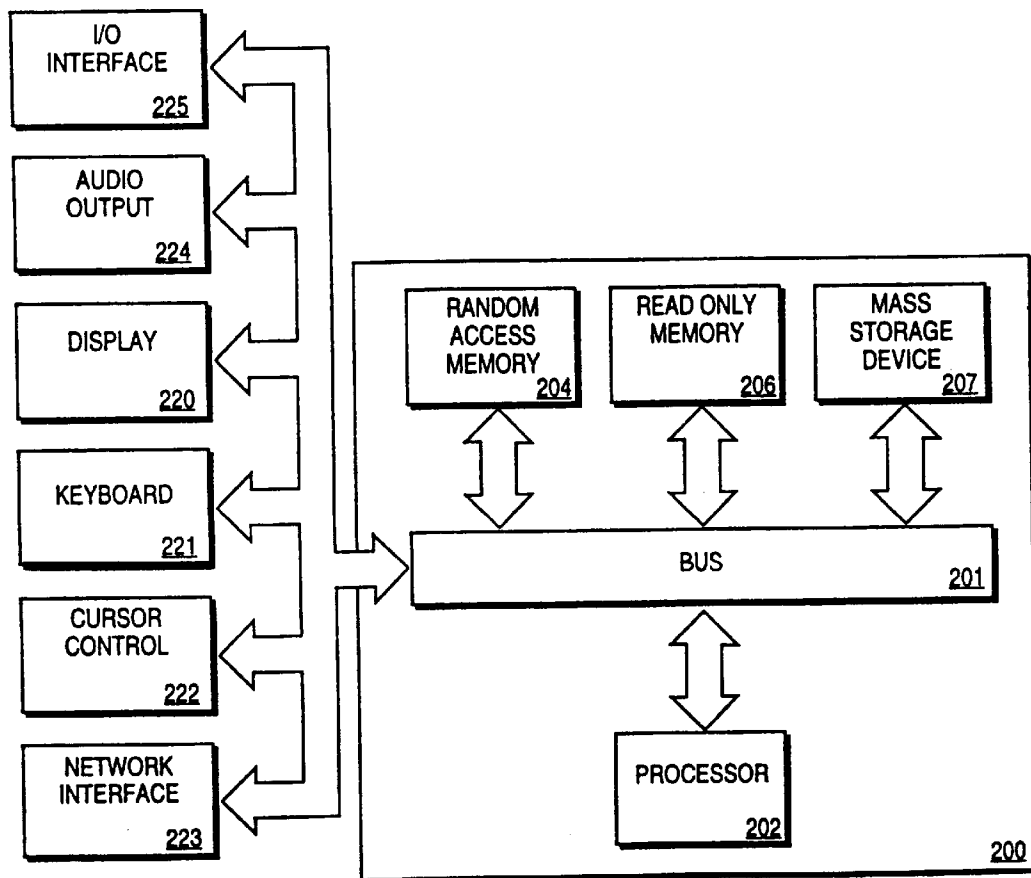 I/O
INTERFACE
225
AUDIO
OUTPUT
224
DISPLAY
220
KEYBOARD
221
CURSOR
CONTROL
222
NETWORK
INTERFACE
223
RANDOM
ACCESS
MEMORY
204
READ ONLY
MEMORY
206
MASS
STORAGE
DEVICE
207
BUS
201
PROCESSOR
202
200